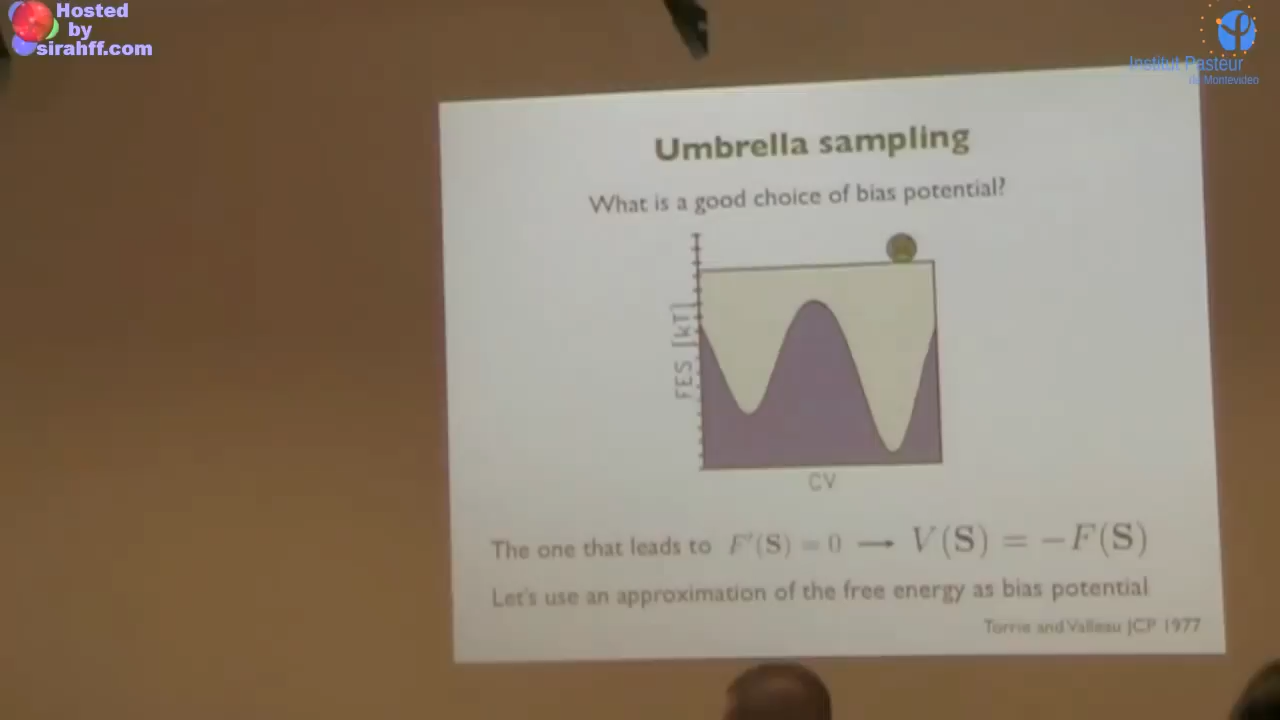 Hosted
by
sirahff.com
Institut Pasteur
de Montevideo
Umbrella sampling
What is a good choice of bias potential?
FES [kT]
CV
The one that leads to F'(S) = 0 → V(S) = −F(S)
Let's use an approximation of the free energy as bias potential
Torrie and Valleau JCP 1977